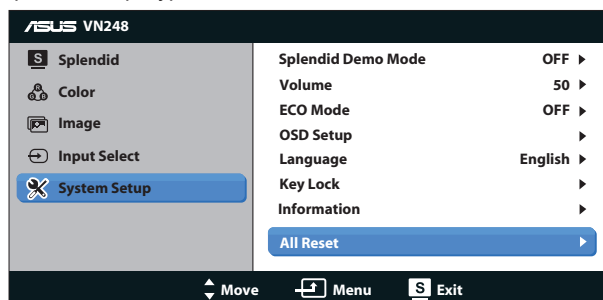 ASUS VN248
S Splendid
Color
Image
Input Select
System Setup
Splendid Demo Mode OFF
Volume 50
ECO Mode OFF
OSD Setup
Language English
Key Lock
Information
All Reset
Move Menu S Exit